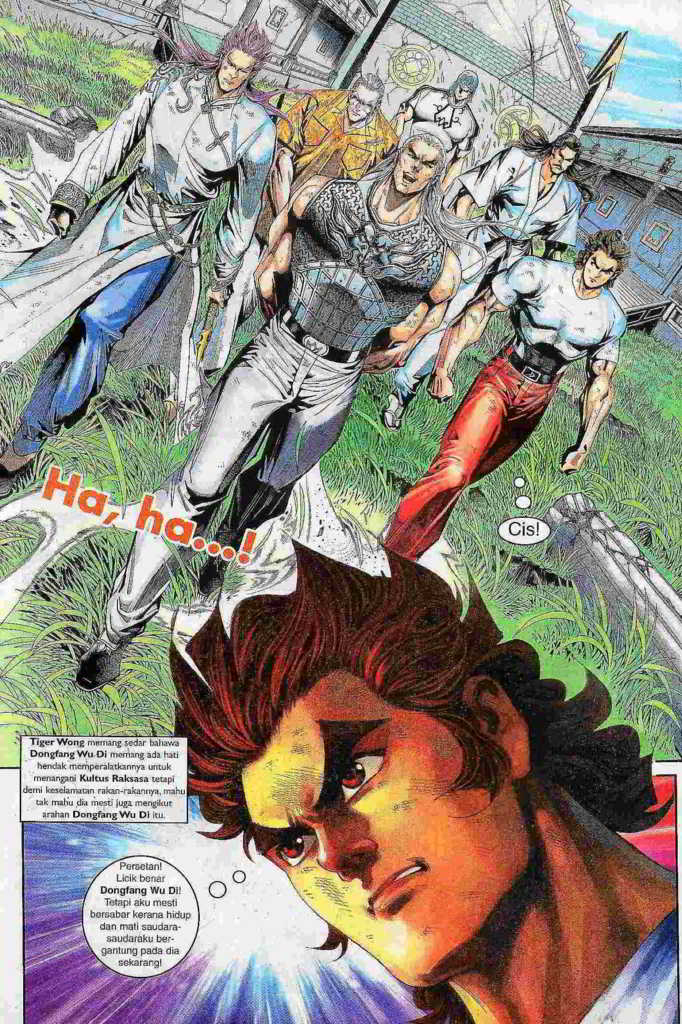 Ha, ha...!
Cis!
Tiger Wong memang sedar bahawa
Dongfang Wu Di memang ada hati
hendak memperalatkannya untuk
menangani Kultus Raksasa tetapi
demi keselamatan rakan-rakannya, mahu
tak mahu dia mesti juga mengikut
arahan Dongfang Wu Di itu.
Persetan!
Licik benar
Dongfang Wu Di!
Tetapi aku mesti
bersabar kerana hidup
dan mati saudara-
saudaraku ber-
gantung pada dia
sekarang!